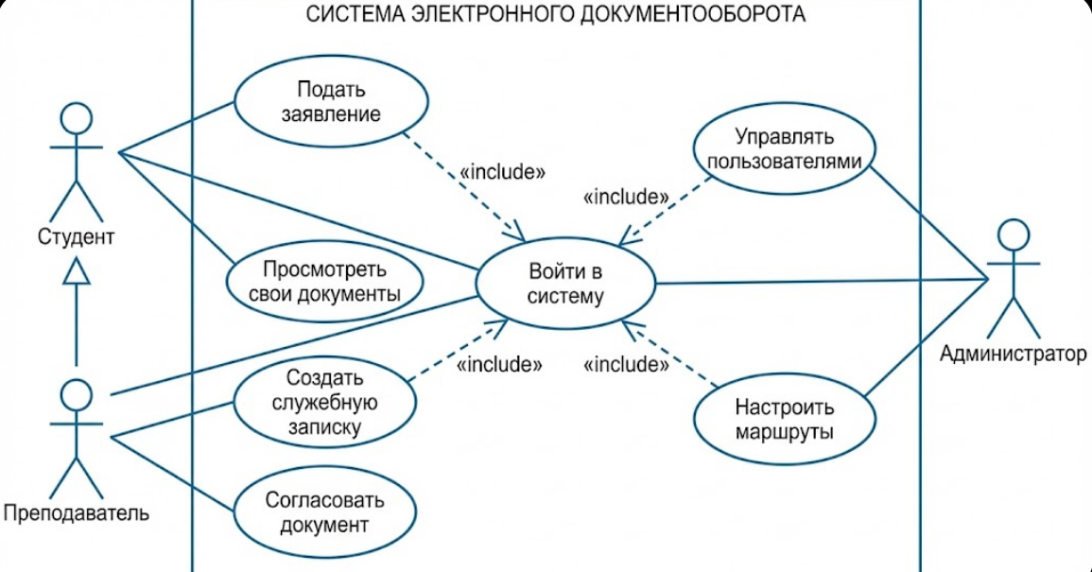 СИСТЕМА ЭЛЕКТРОННОГО ДОКУМЕНТООБОРОТА
Подать
заявление
Управлять
пользователями
«include»
«include»
Студент
Просмотреть
свои документы
Войти в
систему
Администратор
«include»
«include»
Создать
служебную
записку
Настроить
маршруты
Преподаватель
Согласовать
документ